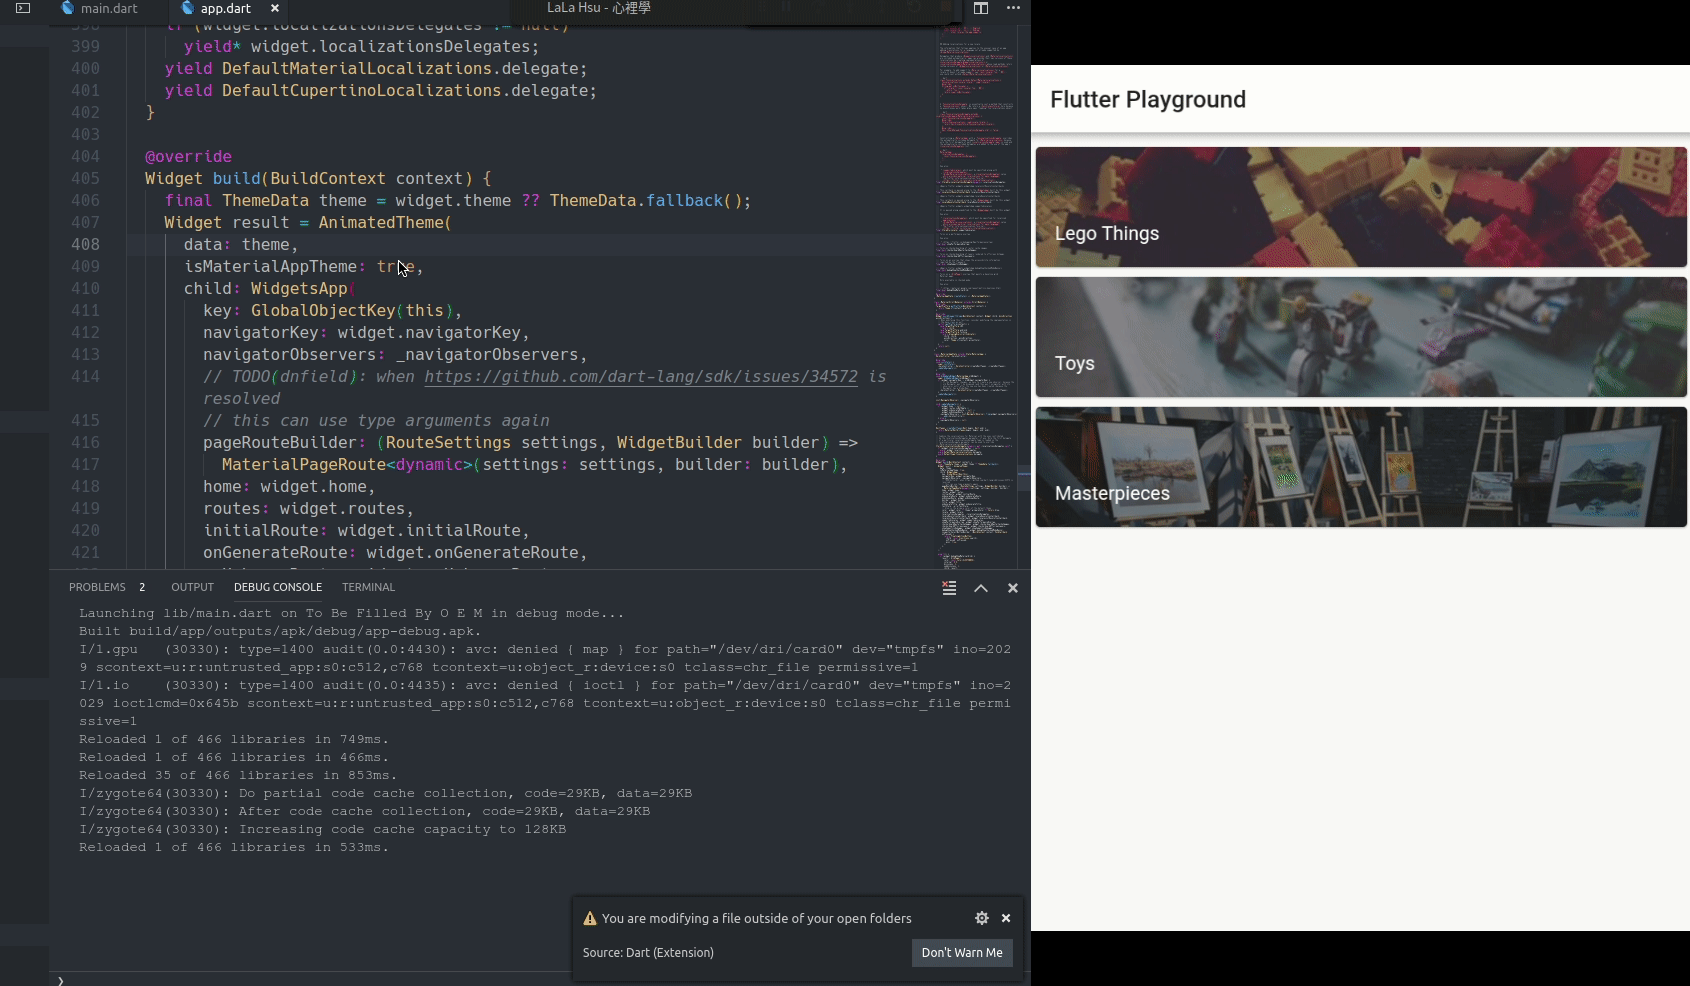 main.dart
app.dart
LaLa Hsu - 心裡學
398 if (widget.localizationsDelegates != null)
399 yield* widget.localizationsDelegates;
400 yield DefaultMaterialLocalizations.delegate;
401 yield DefaultCupertinoLocalizations.delegate;
402 }
403
404 @override
405 Widget build(BuildContext context) {
406 final ThemeData theme = widget.theme ?? ThemeData.fallback();
407 Widget result = AnimatedTheme(
408 data: theme,
409 isMaterialAppTheme: true,
410 child: WidgetsApp(
411 key: GlobalObjectKey(this),
412 navigatorKey: widget.navigatorKey,
413 navigatorObservers: _navigatorObservers,
414 // TODO(dnfield): when https://github.com/dart-lang/sdk/issues/34572 is
resolved
415 // this can use type arguments again
416 pageRouteBuilder: (RouteSettings settings, WidgetBuilder builder) =>
417 MaterialPageRoute<dynamic>(settings: settings, builder: builder),
418 home: widget.home,
419 routes: widget.routes,
420 initialRoute: widget.initialRoute,
421 onGenerateRoute: widget.onGenerateRoute,
PROBLEMS 2 OUTPUT DEBUG CONSOLE TERMINAL
Launching lib/main.dart on To Be Filled By O E M in debug mode...
Built build/app/outputs/apk/debug/app-debug.apk.
I/1.gpu   (30330): type=1400 audit(0.0:4430): avc: denied { map } for path="/dev/dri/card0" dev="tmpfs" ino=202
9 scontext=u:r:untrusted_app:s0:c512,c768 tcontext=u:object_r:device:s0 tclass=chr_file permissive=1
I/1.io    (30330): type=1400 audit(0.0:4435): avc: denied { ioctl } for path="/dev/dri/card0" dev="tmpfs" ino=2
029 ioctlcmd=0x645b scontext=u:r:untrusted_app:s0:c512,c768 tcontext=u:object_r:device:s0 tclass=chr_file permi
ssive=1
Reloaded 1 of 466 libraries in 749ms.
Reloaded 1 of 466 libraries in 466ms.
Reloaded 35 of 466 libraries in 853ms.
I/zygote64(30330): Do partial code cache collection, code=29KB, data=29KB
I/zygote64(30330): After code cache collection, code=29KB, data=29KB
I/zygote64(30330): Increasing code cache capacity to 128KB
Reloaded 1 of 466 libraries in 533ms.
You are modifying a file outside of your open folders
Source: Dart (Extension)
Don't Warn Me
Flutter Playground
Lego Things
Toys
Masterpieces